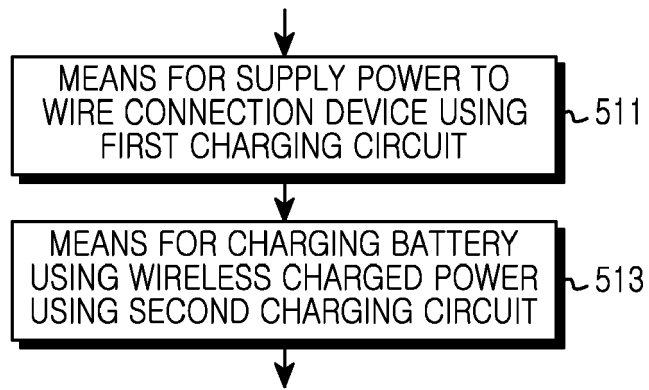 MEANS FOR SUPPLY POWER TO
WIRE CONNECTION DEVICE USING
FIRST CHARGING CIRCUIT
511
MEANS FOR CHARGING BATTERY
USING WIRELESS CHARGED POWER
USING SECOND CHARGING CIRCUIT
513